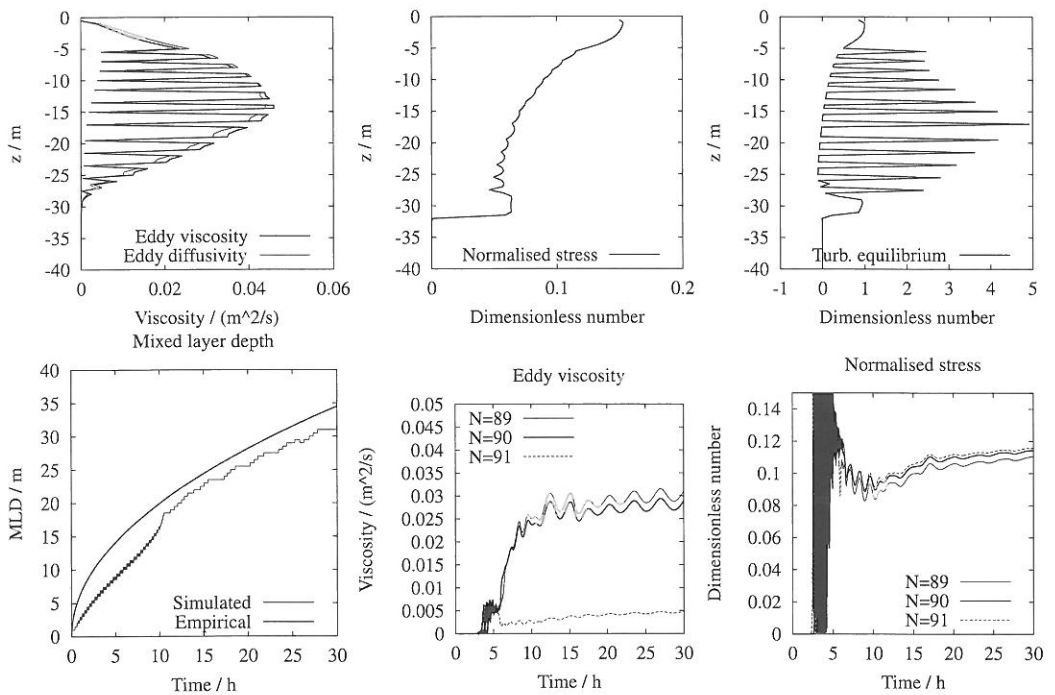 0
-5
-10
-15
-20
-25
-30
-35
-40
z / m
Eddy viscosity
Eddy diffusivity
0 0.02 0.04 0.06
Viscosity / (m^2/s)
0
-5
-10
-15
-20
-25
-30
-35
-40
z / m
Normalised stress
0 0.1 0.2
Dimensionless number
0
-5
-10
-15
-20
-25
-30
-35
-40
z / m
Turb. equilibrium
-1 0 1 2 3 4 5
Dimensionless number
Mixed layer depth
40
35
30
25
20
15
10
5
0
MLD / m
Simulated
Empirical
0 5 10 15 20 25 30
Time / h
Eddy viscosity
0.05
0.045
0.04
0.035
0.03
0.025
0.02
0.015
0.01
0.005
0
Viscosity / (m^2/s)
N=89
N=90
N=91
0 5 10 15 20 25 30
Time / h
Normalised stress
0.14
0.12
0.1
0.08
0.06
0.04
0.02
0
Dimensionless number
N=89
N=90
N=91
0 5 10 15 20 25 30
Time / h